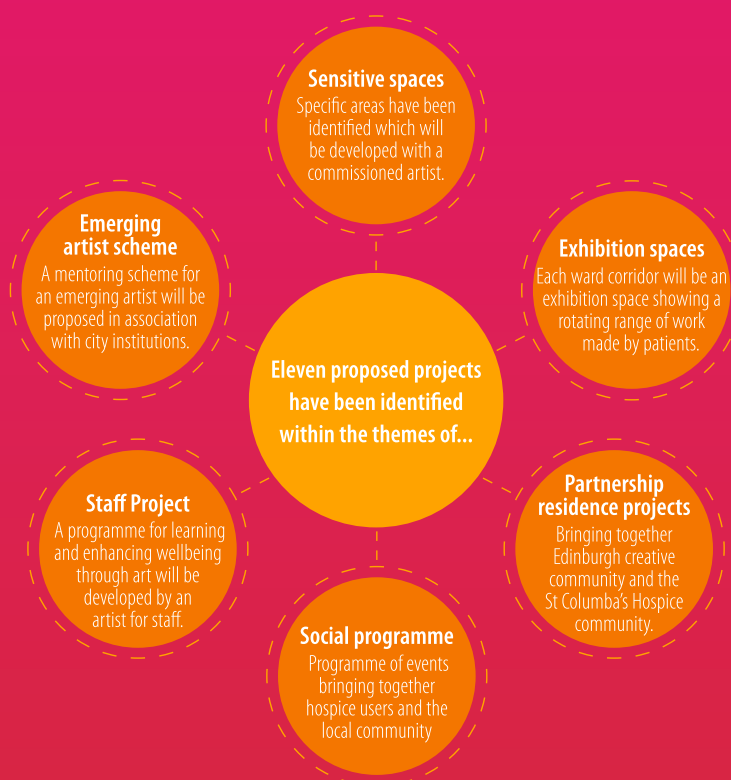 Sensitive spaces
Specific areas have been
identified which will
be developed with a
commissioned artist.
Emerging
artist scheme
A mentoring scheme for
an emerging artist will be
proposed in association
with city institutions.
Exhibition spaces
Each ward corridor will be an
exhibition space showing a
rotating range of work
made by patients.
Eleven proposed projects
have been identified
within the themes of...
Staff Project
A programme for learning
and enhancing wellbeing
through art will be
developed by an
artist for staff.
Partnership
residence projects
Bringing together
Edinburgh creative
community and the
St Columba's Hospice
community.
Social programme
Programme of events
bringing together
hospice users and the
local community